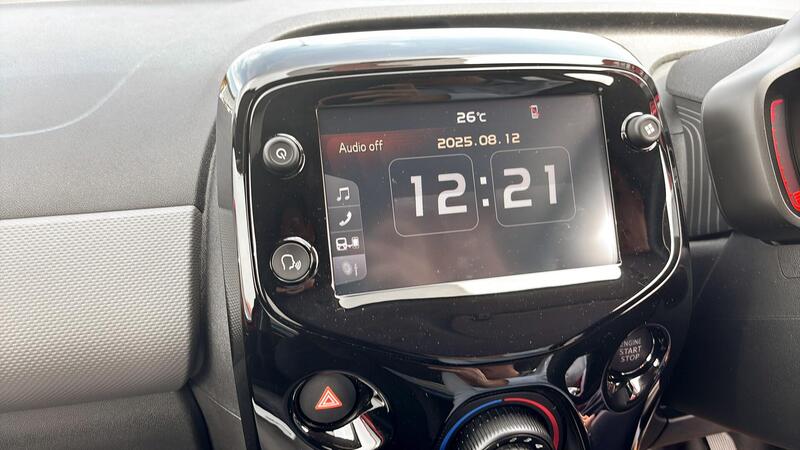 26°c
Audio off
2025.08.12
12:21
ENGINE
START
STOP